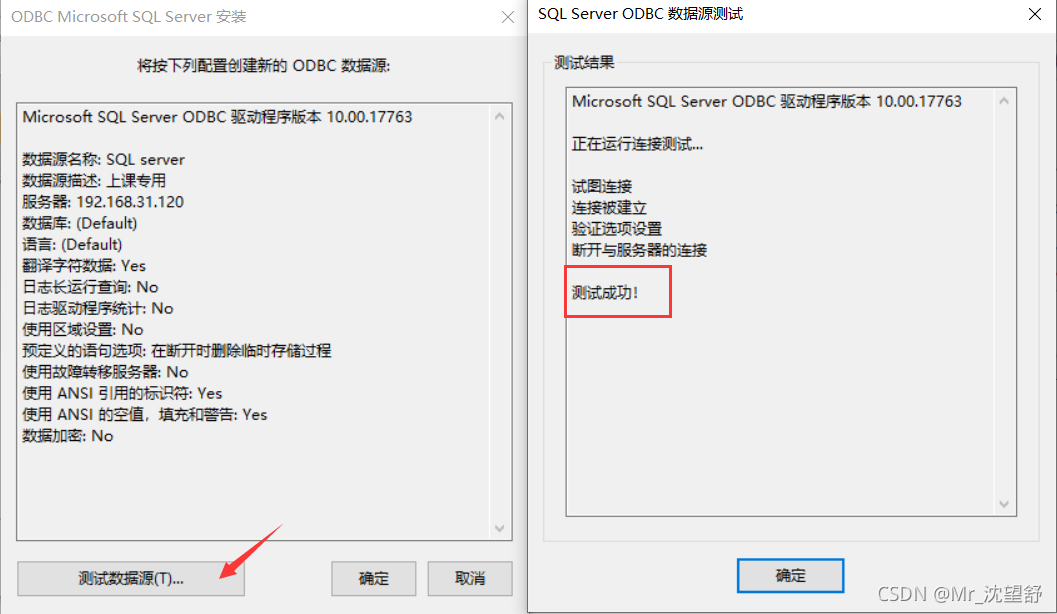 ODBC Microsoft SQL Server 安装
将按下列配置创建新的 ODBC 数据源:
Microsoft SQL Server ODBC 驱动程序版本 10.00.17763
数据源名称: SQL server
数据源描述: 上课专用
服务器: 192.168.31.120
数据库: (Default)
语言: (Default)
翻译字符数据: Yes
日志长运行查询: No
日志驱动程序统计: No
使用区域设置: No
预定义的语句选项: 在断开时删除临时存储过程
使用故障转移服务器: No
使用 ANSI 引用的标识符: Yes
使用 ANSI 的空值，填充和警告: Yes
数据加密: No
测试数据源(T)...
确定
取消
SQL Server ODBC 数据源测试
测试结果
Microsoft SQL Server ODBC 驱动程序版本 10.00.17763
正在运行连接测试...
试图连接
连接被建立
验证选项设置
断开与服务器的连接
测试成功!
确定
CSDN @Mr_沈望舒